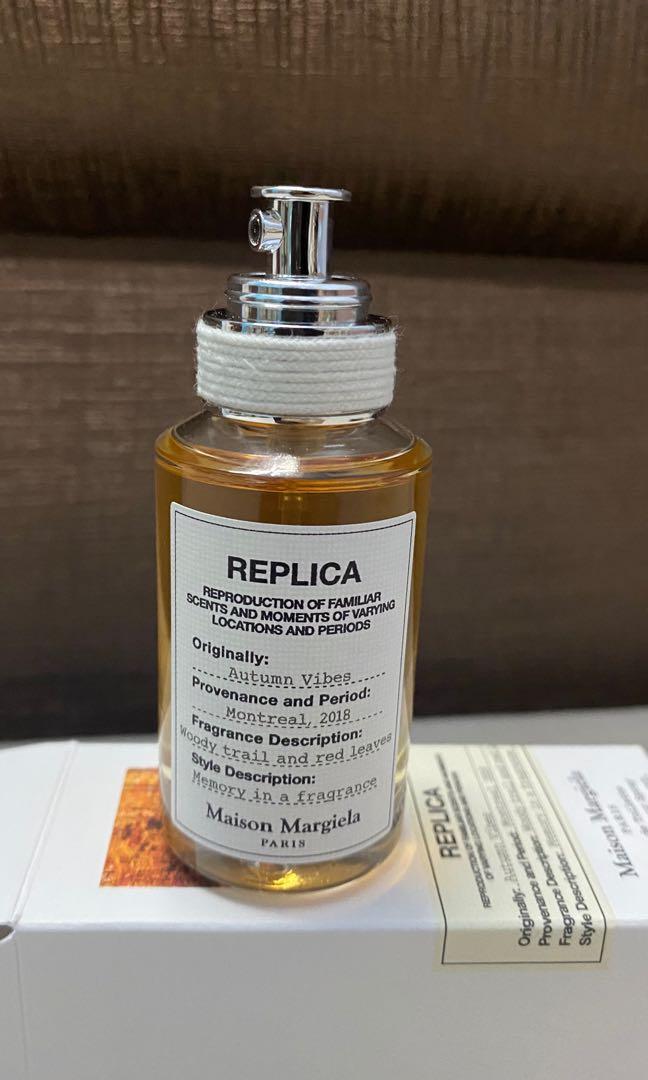 REPLICA
REPRODUCTION OF FAMILIAR
SCENTS AND MOMENTS OF VARYING
LOCATIONS AND PERIODS
Originally:
Autumn Vibes
Provenance and Period:
Montreal, 2018
Fragrance Description:
Woody trail and red leaves
Style Description:
Memory in a fragrance
Maison Margiela
PARIS
REPLICA
Originally:
Provenance and Period:
Fragrance Description:
Style Description:
Maison Margiela
PARIS